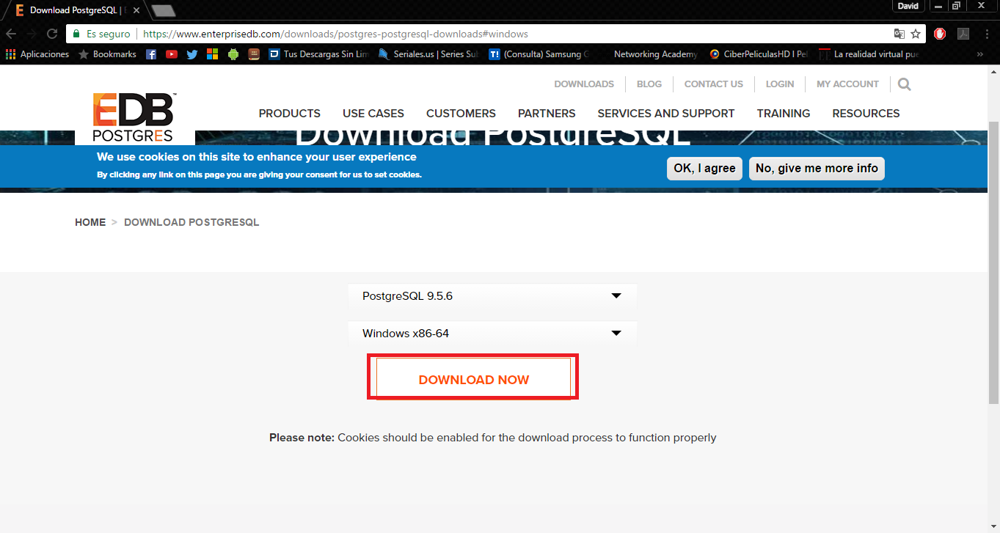 Download PostgreSQL | E
David
Es seguro | https://www.enterprisedb.com/downloads/postgres-postgresql-downloads#windows
Aplicaciones Bookmarks Tus Descargas Sin Lim Seriales.us | Series Sub T! (Consulta) Samsung G Networking Academy CiberPeliculasHD | Pel La realidad virtual pue »
DOWNLOADS BLOG CONTACT US LOGIN MY ACCOUNT
EDB™
POSTGRES
PRODUCTS USE CASES CUSTOMERS PARTNERS SERVICES AND SUPPORT TRAINING RESOURCES
Download PostgreSQL
We use cookies on this site to enhance your user experience
By clicking any link on this page you are giving your consent for us to set cookies.
OK, I agree No, give me more info
HOME > DOWNLOAD POSTGRESQL
PostgreSQL 9.5.6
Windows x86-64
DOWNLOAD NOW
Please note: Cookies should be enabled for the download process to function properly